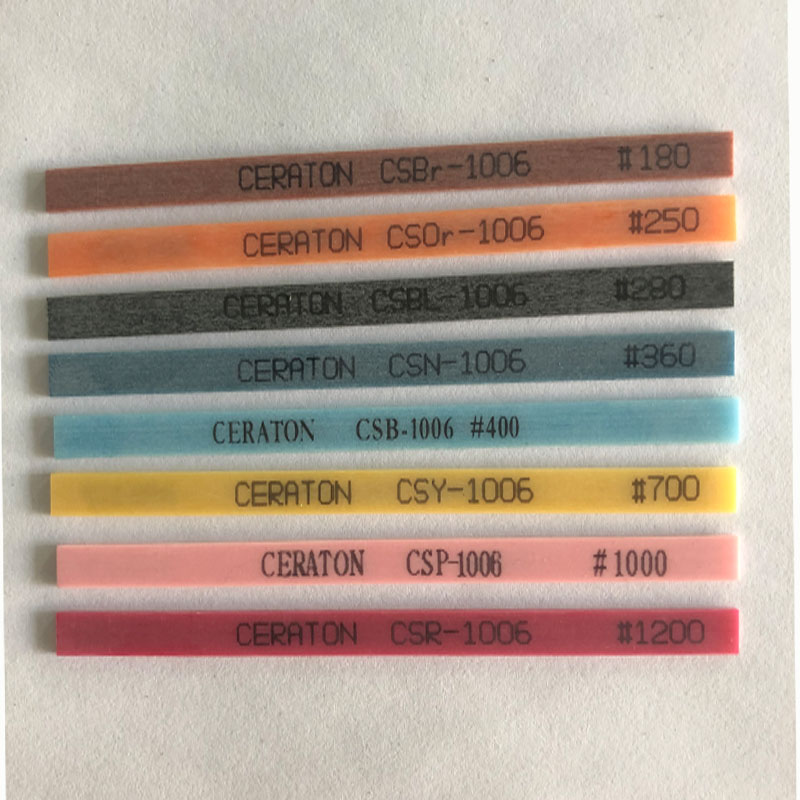 CERATON CSBr-1006 #180
CERATON CSOr-1006 #250
CERATON CSBL-1006 #280
CERATON CSN-1006 #360
CERATON CSB-1006 #400
CERATON CSY-1006 #700
CERATON CSP-1006 #1000
CERATON CSR-1006 #1200